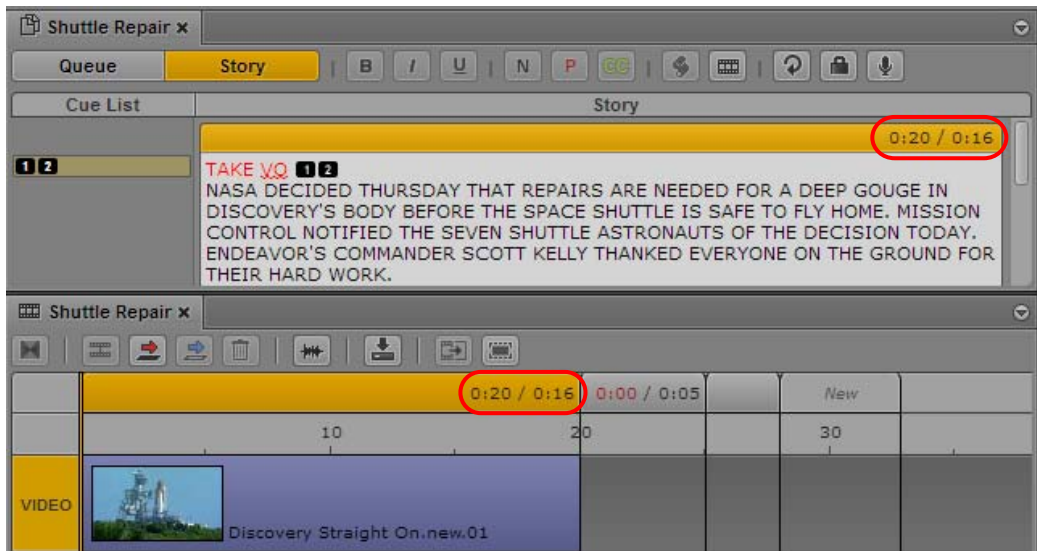 Shuttle Repair x
Queue Story B I U N P CC
Cue List Story
0:20 / 0:16
1 2 TAKE VO 1 2
NASA DECIDED THURSDAY THAT REPAIRS ARE NEEDED FOR A DEEP GOUGE IN
DISCOVERY'S BODY BEFORE THE SPACE SHUTTLE IS SAFE TO FLY HOME. MISSION
CONTROL NOTIFIED THE SEVEN SHUTTLE ASTRONAUTS OF THE DECISION TODAY.
ENDEAVOR'S COMMANDER SCOTT KELLY THANKED EVERYONE ON THE GROUND FOR
THEIR HARD WORK.
Shuttle Repair x
0:20 / 0:16 0:00 / 0:05 New
10 20 30
VIDEO
Discovery Straight On.new.01